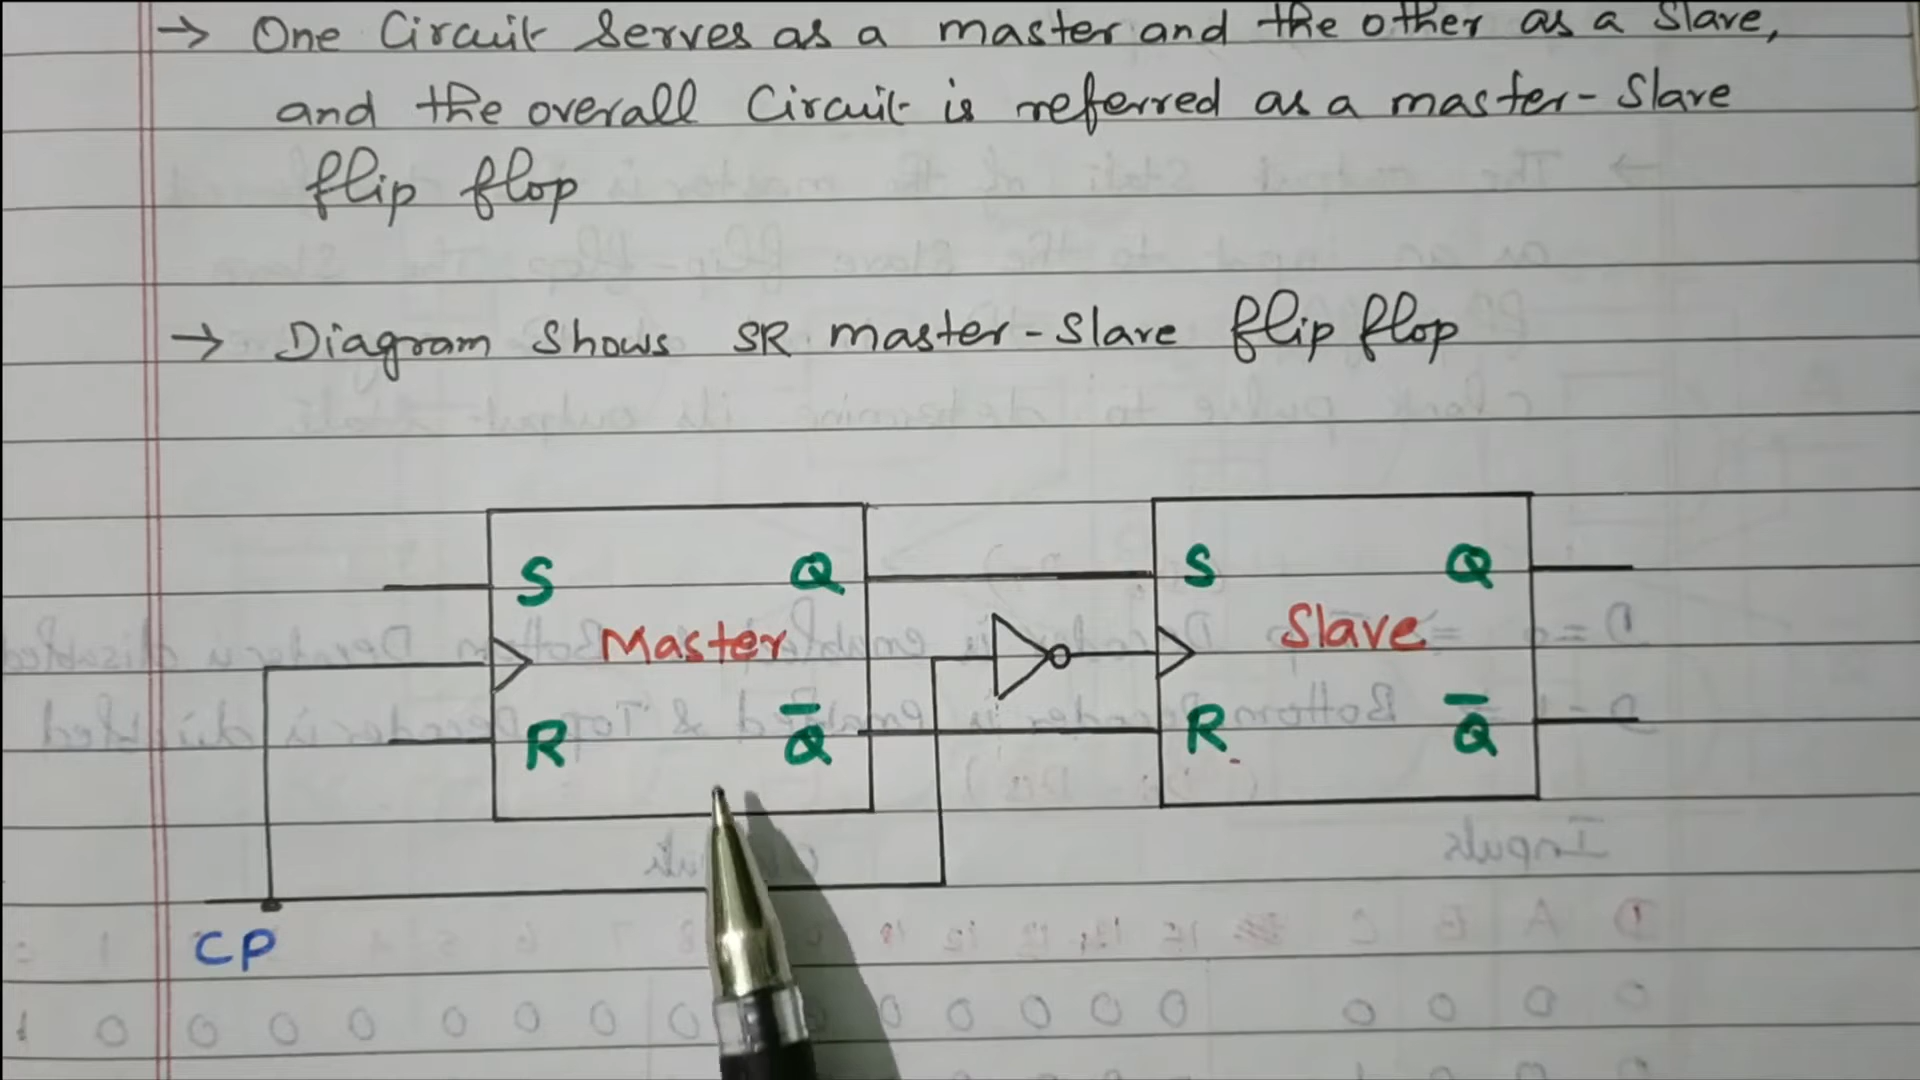 → One Circuit Serves as a master and the other as a Slave,
and the overall Circuit is referred as a master-Slave
flip flop
→ Diagram Shows SR master-Slave flip flop
S Q S Q
Master Slave
R Q̅ R Q̅
CP